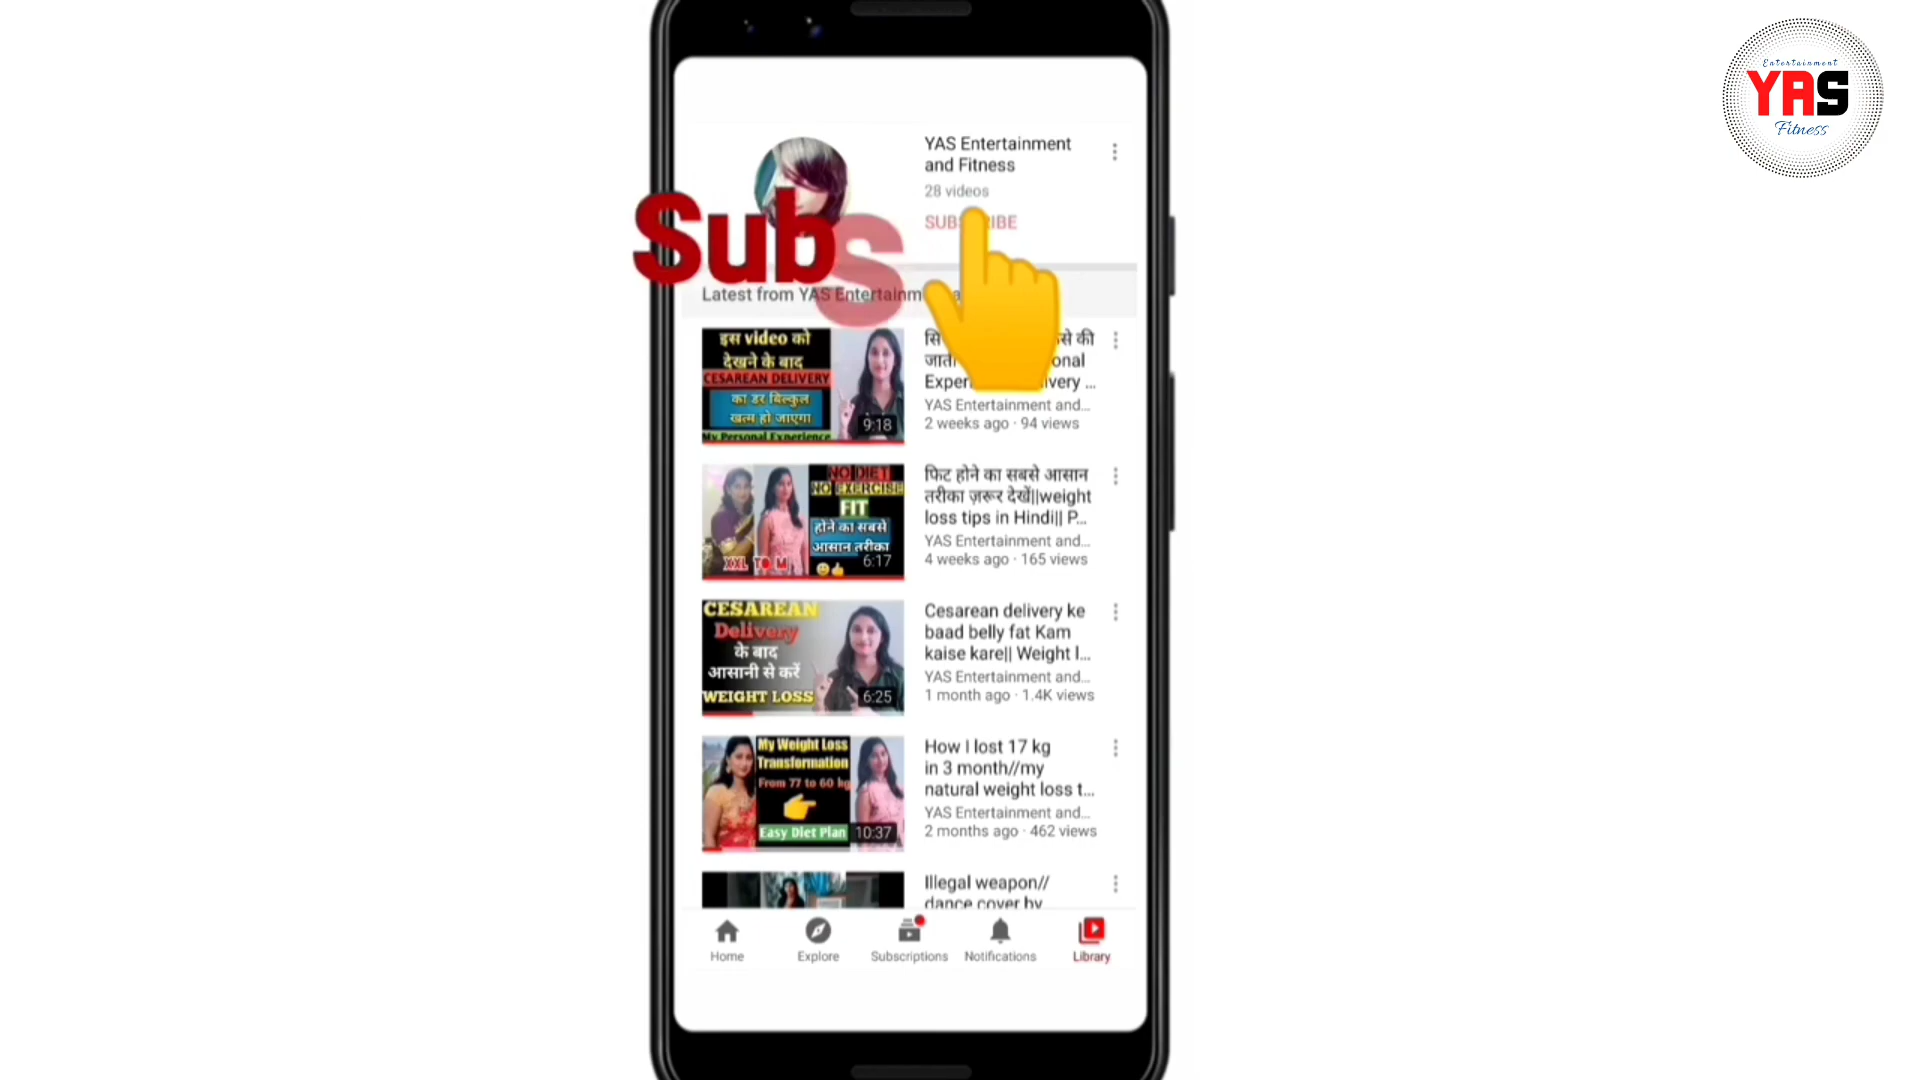 Entertainment
YAS
Fitness
YAS Entertainment
and Fitness
28 videos
SUBSCRIBE
Subs
Latest from YAS Entertainm
इस video को
देखने के बाद
CESAREAN DELIVERY
का डर बिल्कुल
खत्म हो जाएगा
My Personal Experience
9:18
से की
onal
YAS Entertainment and...
2 weeks ago · 94 views
NO DIET
NO EXERCISE
FIT
होने का सबसे
आसान तरीका
XXL TO M
6:17
फिट होने का सबसे आसान
तरीका ज़रूर देखें||weight
loss tips in Hindi|| P...
YAS Entertainment and...
4 weeks ago · 165 views
CESAREAN
Delivery
के बाद
आसानी से करें
WEIGHT LOSS
6:25
Cesarean delivery ke
baad belly fat Kam
kaise kare|| Weight l...
YAS Entertainment and...
1 month ago · 1.4K views
My Weight Loss
Transformation
From 77 to 60 kg
Easy Diet Plan
10:37
How I lost 17 kg
in 3 month//my
natural weight loss t...
YAS Entertainment and...
2 months ago · 462 views
Illegal weapon//
dance cover by
Home
Explore
Subscriptions
Notifications
Library